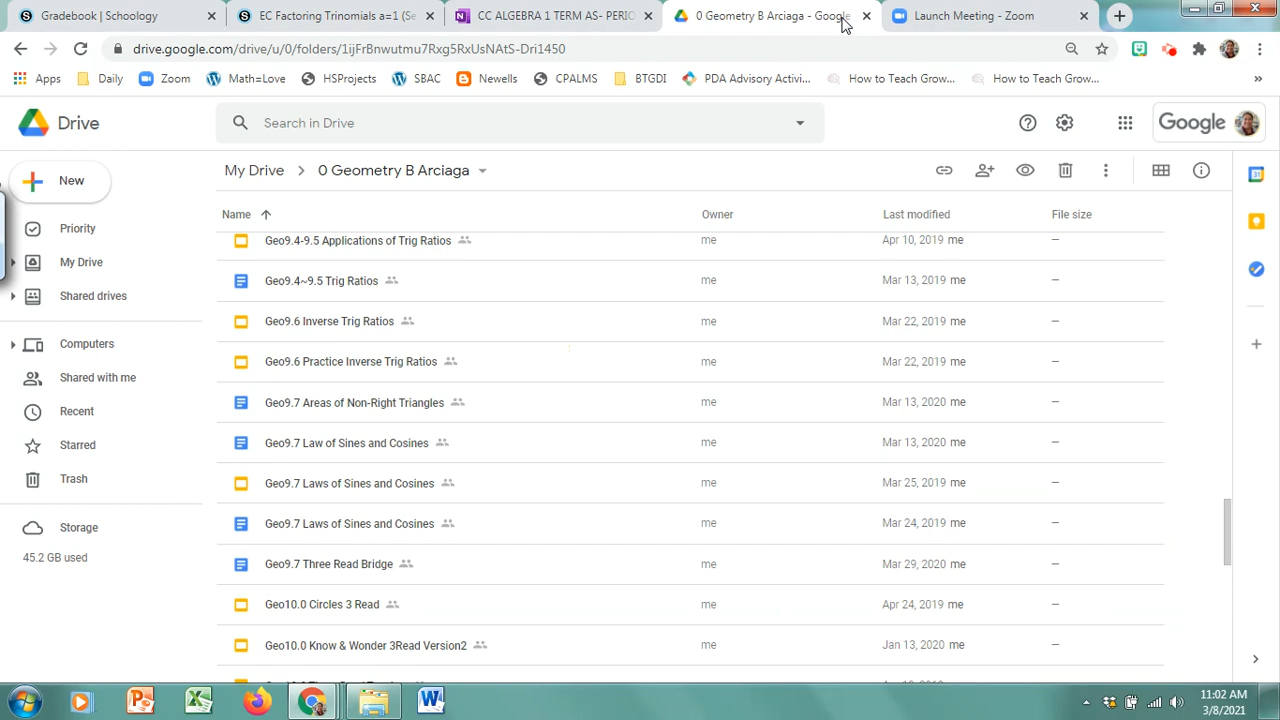 Gradebook | Schoology
EC Factoring Trinomials a=1 (Se
CC ALGEBRA 1 TERM AS- PERIO
0 Geometry B Arciaga - Google
Launch Meeting - Zoom
drive.google.com/drive/u/0/folders/1ijFrBnwutmu7Rxg5RxUsNAtS-Dri1450
Apps Daily Zoom Math=Love HSProjects SBAC Newells CPALMS BTGDI PDA Advisory Activi... How to Teach Grow... How to Teach Grow... »
Drive
Search in Drive
Google
New
My Drive > 0 Geometry B Arciaga
Name Owner Last modified File size
Priority
My Drive
Shared drives
Computers
Shared with me
Recent
Starred
Trash
Storage
45.2 GB used
Geo9.4-9.5 Applications of Trig Ratios me Apr 10, 2019 me –
Geo9.4~9.5 Trig Ratios me Mar 13, 2019 me –
Geo9.6 Inverse Trig Ratios me Mar 22, 2019 me –
Geo9.6 Practice Inverse Trig Ratios me Mar 22, 2019 me –
Geo9.7 Areas of Non-Right Triangles me Mar 13, 2020 me –
Geo9.7 Law of Sines and Cosines me Mar 13, 2020 me –
Geo9.7 Laws of Sines and Cosines me Mar 25, 2019 me –
Geo9.7 Laws of Sines and Cosines me Mar 24, 2019 me –
Geo9.7 Three Read Bridge me Mar 29, 2020 me –
Geo10.0 Circles 3 Read me Apr 24, 2019 me –
Geo10.0 Know & Wonder 3Read Version2 me Jan 13, 2020 me –
31
11:02 AM
3/8/2021